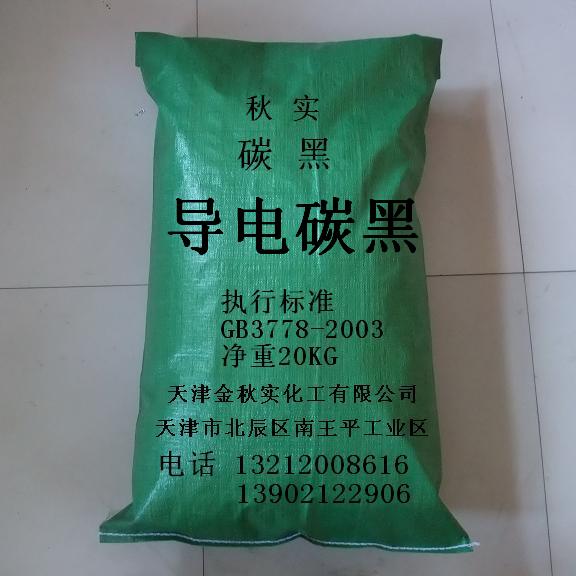 秋实
碳黑
导电碳黑
执行标准
GB3778-2003
净重20KG
天津金秋实化工有限公司
天津市北辰区南王平工业区
电话 13212008616
13902122906